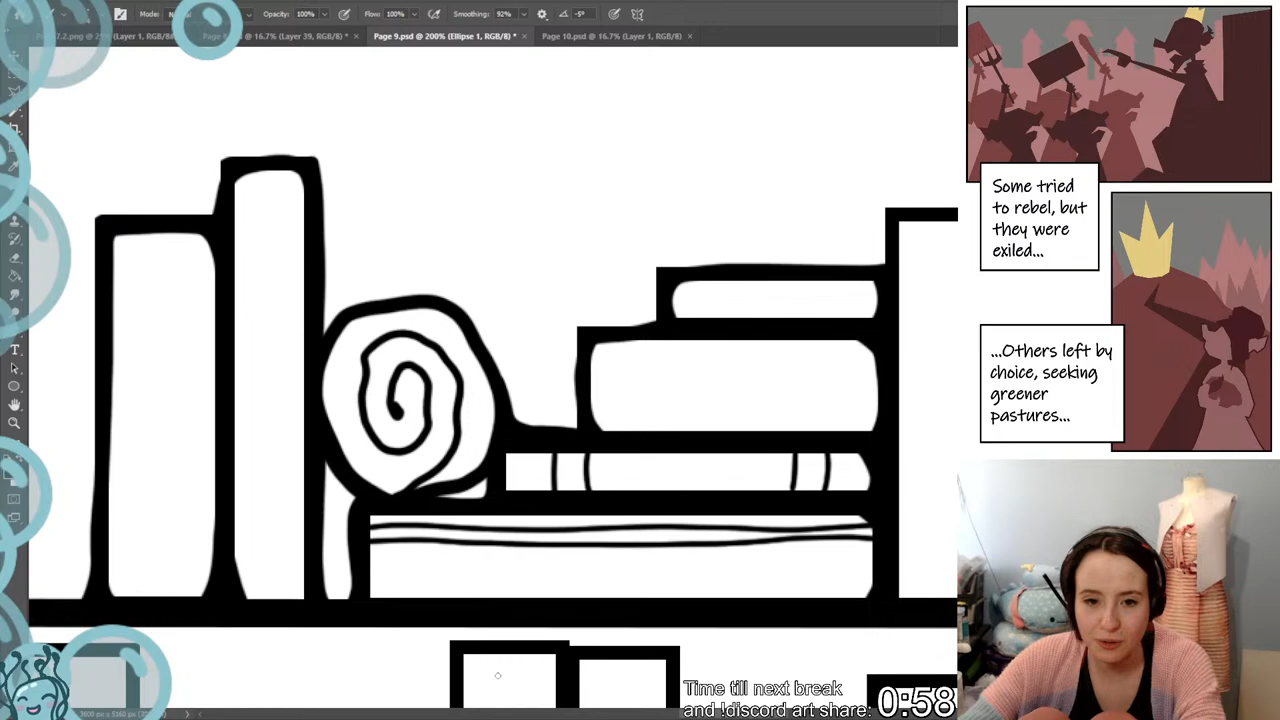 Mode:
Opacity: 100%
Flow: 100%
Smoothing: 92%
-5°
Page 9.psd @ 200% (Ellipse 1, RGB/8) *
Page 10.psd @ 16.7% (Layer 1, RGB/8)
Some tried
to rebel, but
they were
exiled...
...Others left by
choice, seeking
greener
pastures...
Time till next break
and !discord art share:
0:58